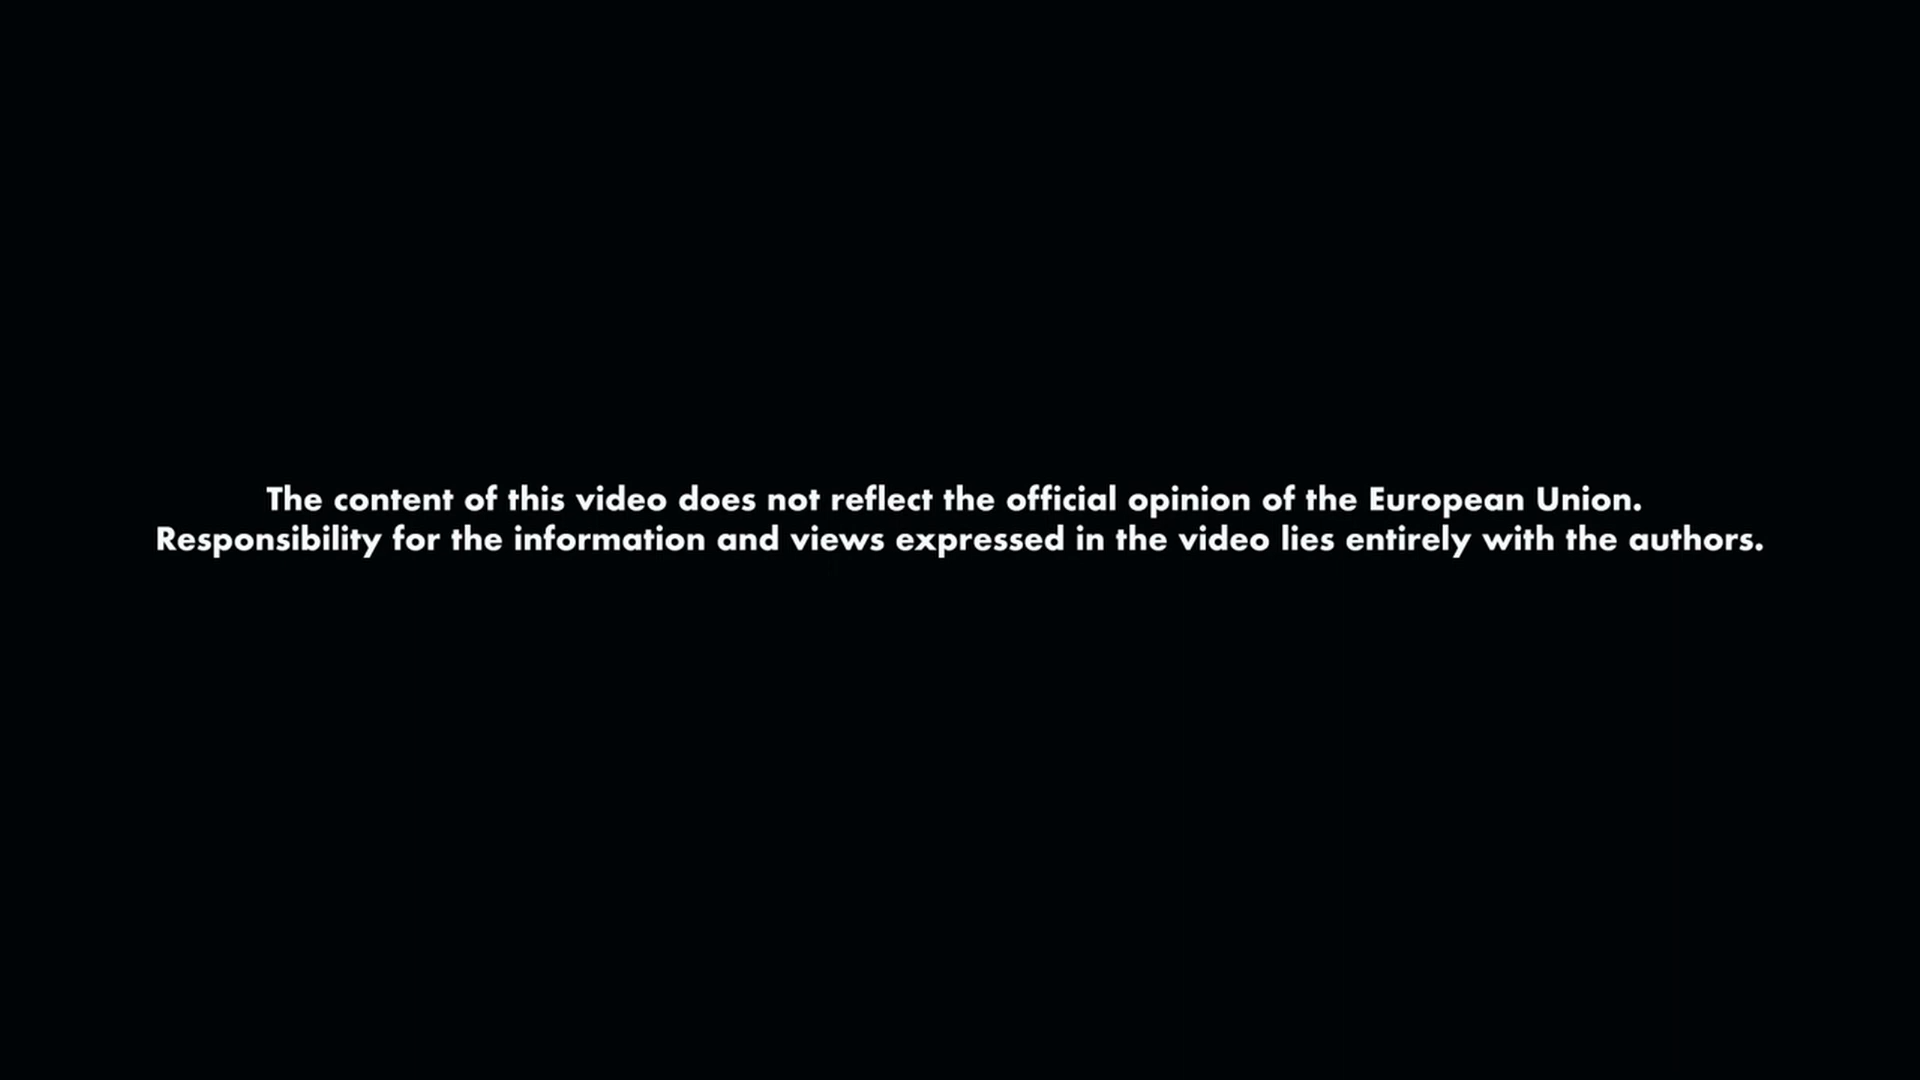 The content of this video does not reflect the official opinion of the European Union.
Responsibility for the information and views expressed in the video lies entirely with the authors.